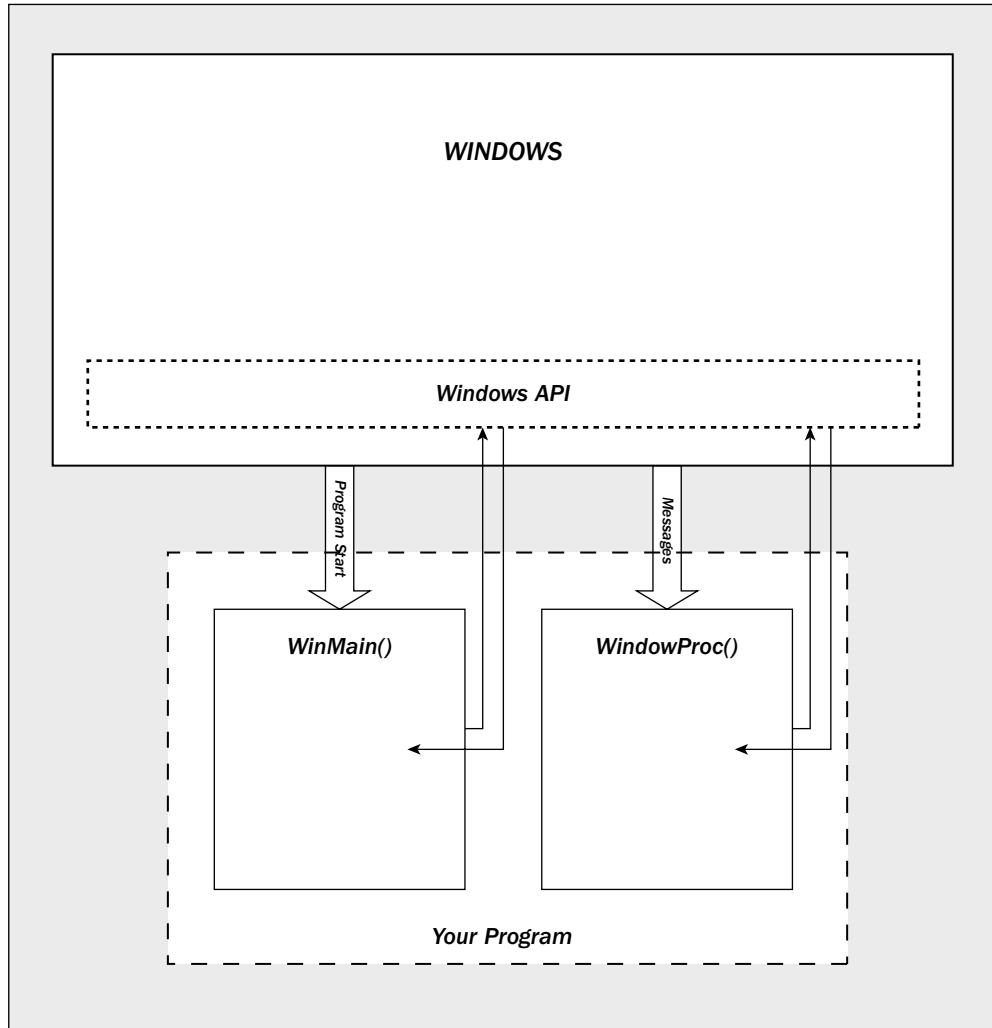 WINDOWS
Windows API
Program Start
Messages
WinMain()
WindowProc()
Your Program